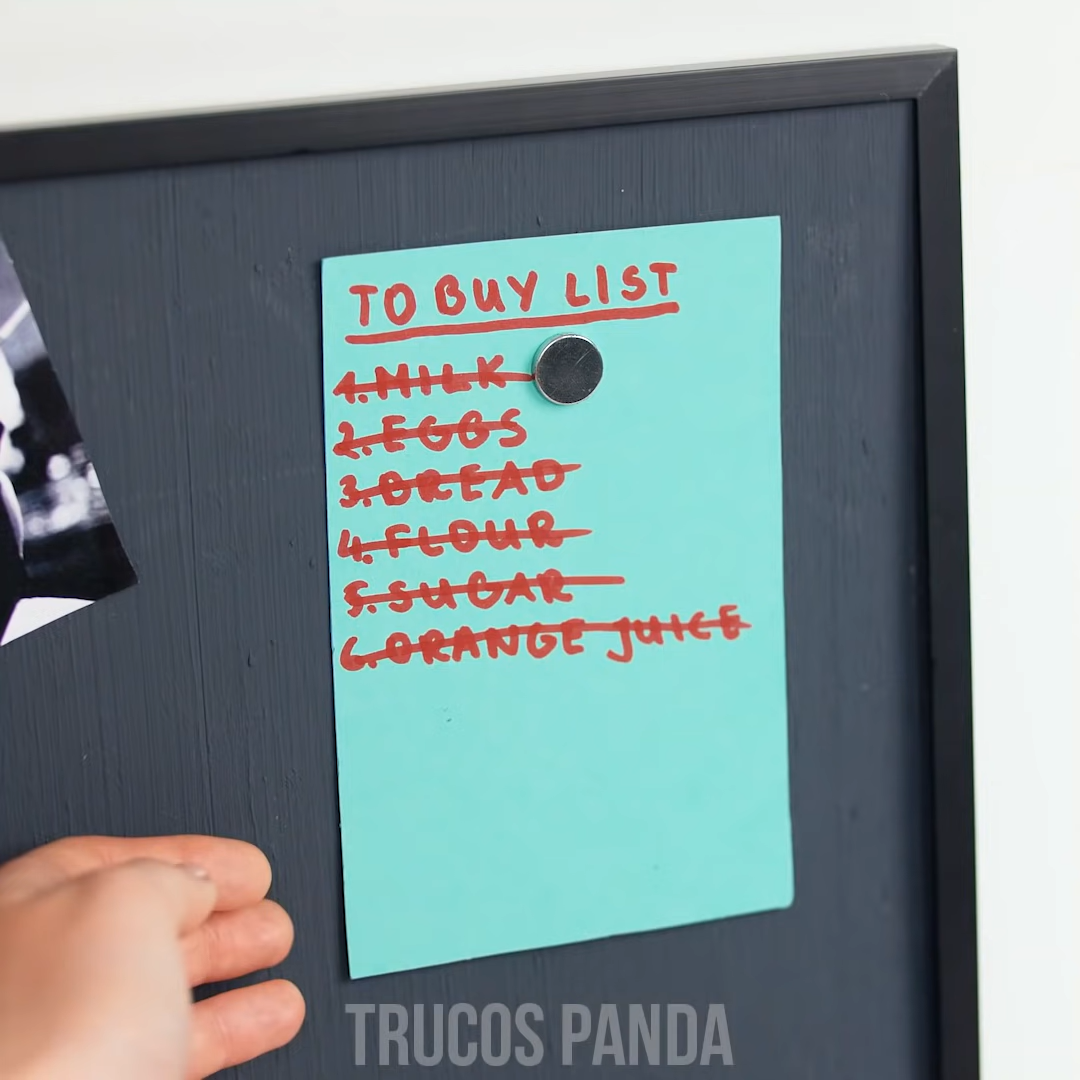 TO BUY LIST
1. MILK
2. EGGS
3. BREAD
4. FLOUR
5. SUGAR
6. ORANGE JUICE
TRUCOS PANDA